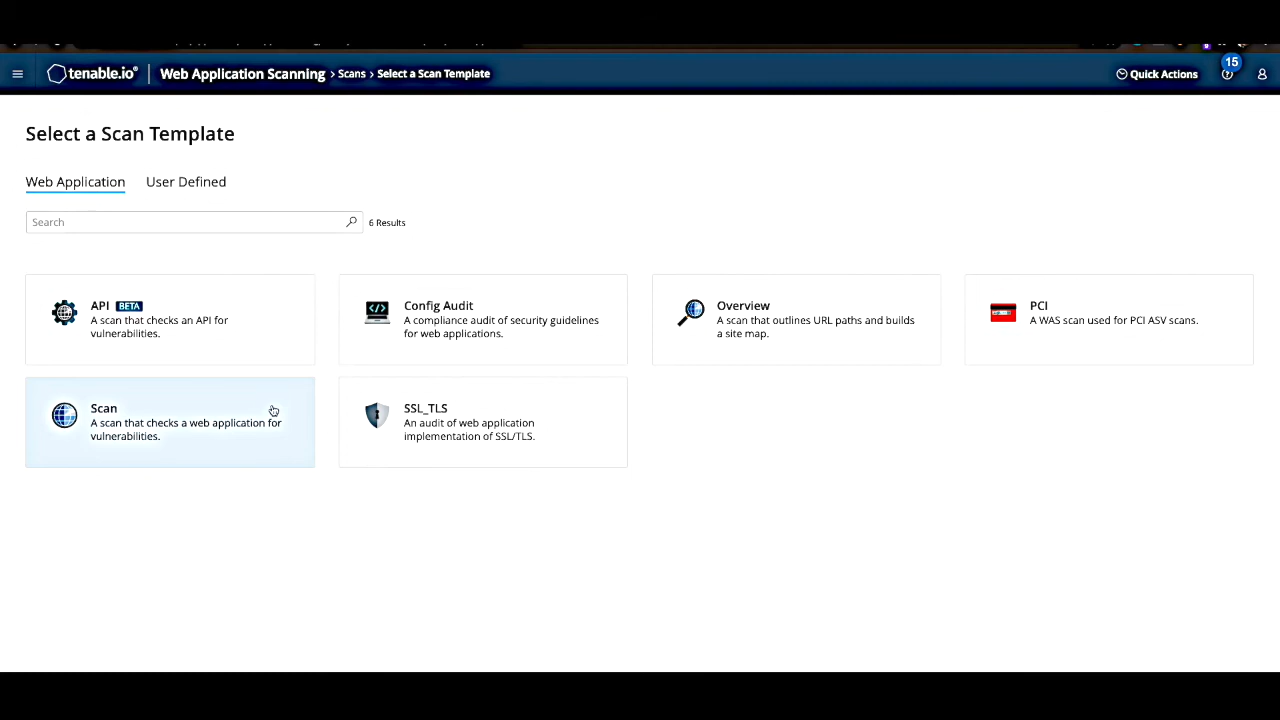 tenable.io® Web Application Scanning › Scans › Select a Scan Template Quick Actions 15
Select a Scan Template
Web Application User Defined
Search 6 Results
API BETA
A scan that checks an API for
vulnerabilities.
Config Audit
A compliance audit of security guidelines
for web applications.
Overview
A scan that outlines URL paths and builds
a site map.
PCI
A WAS scan used for PCI ASV scans.
Scan
A scan that checks a web application for
vulnerabilities.
SSL_TLS
An audit of web application
implementation of SSL/TLS.